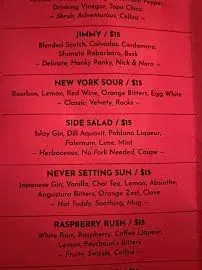 Pepper,
Drinking Vinegar, Topo Chico
~ Shrub, Adventurous, Collins ~
JIMMY / $15
Blended Scotch, Calvados, Cardamaro,
Shumato Rabarbaro, Besk
~ Delicate, Hanky Panky, Nick & Nora ~
NEW YORK SOUR / $15
Bourbon, Lemon, Red Wine, Orange Bitters, Egg White
~ Classic, Velvety, Rocks ~
SIDE SALAD / $15
Islay Gin, Dill Aquavit, Poblano Liqueur,
Falernum, Lime, Mint
~ Herbaceous, No Fork Needed, Coupe ~
NEVER SETTING SUN / $15
Japanese Gin, Vanilla, Chai Tea, Lemon, Absinthe,
Angostura Bitters, Orange Zest, Clove
~ Hot Toddy, Soothing, Mug ~
RASPBERRY RUSH / $15
White Rum, Raspberry, Coffee Liqueur,
Lemon, Peychaud's Bitters
~ Fruity, Swizzle, Collins ~